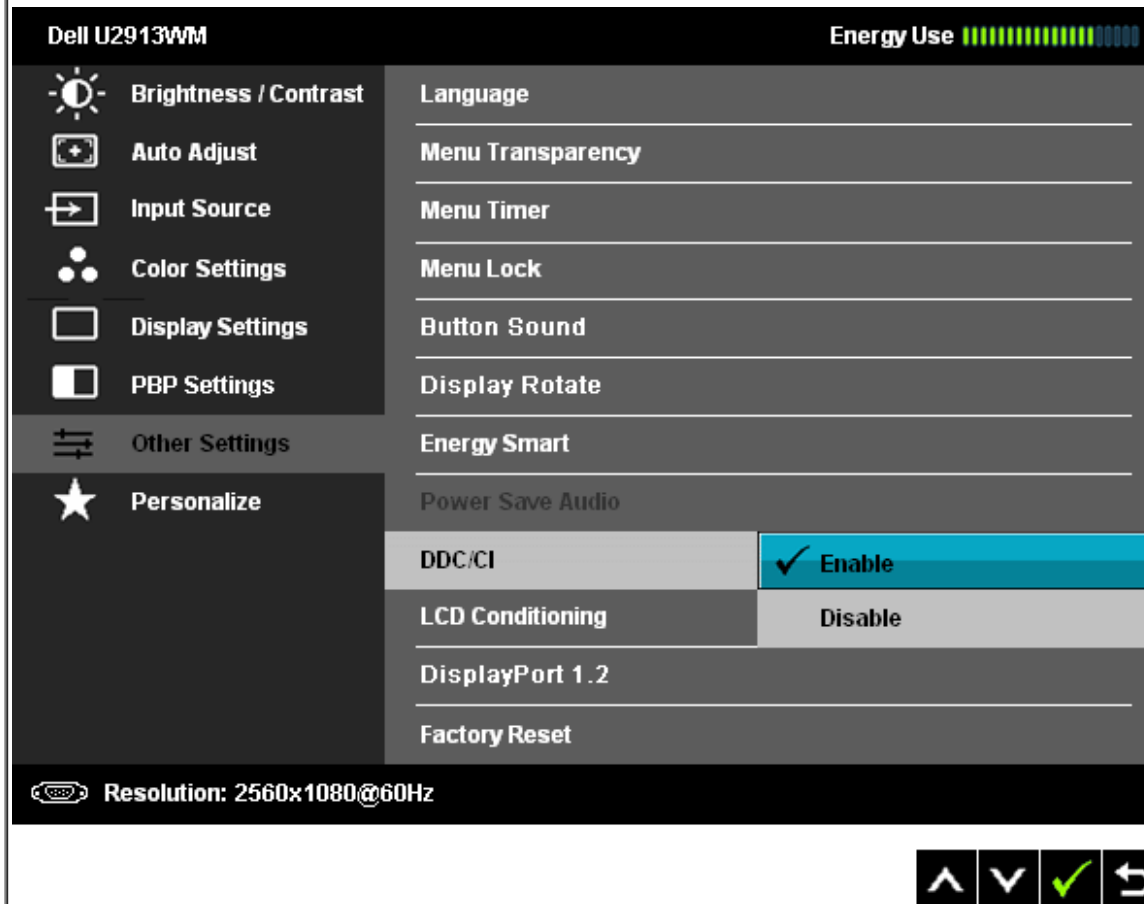 Dell U2913WM
Energy Use
Brightness / Contrast
Auto Adjust
Input Source
Color Settings
Display Settings
PBP Settings
Other Settings
Personalize
Language
Menu Transparency
Menu Timer
Menu Lock
Button Sound
Display Rotate
Energy Smart
Power Save Audio
DDC/CI
Enable
Disable
LCD Conditioning
DisplayPort 1.2
Factory Reset
Resolution: 2560x1080@60Hz